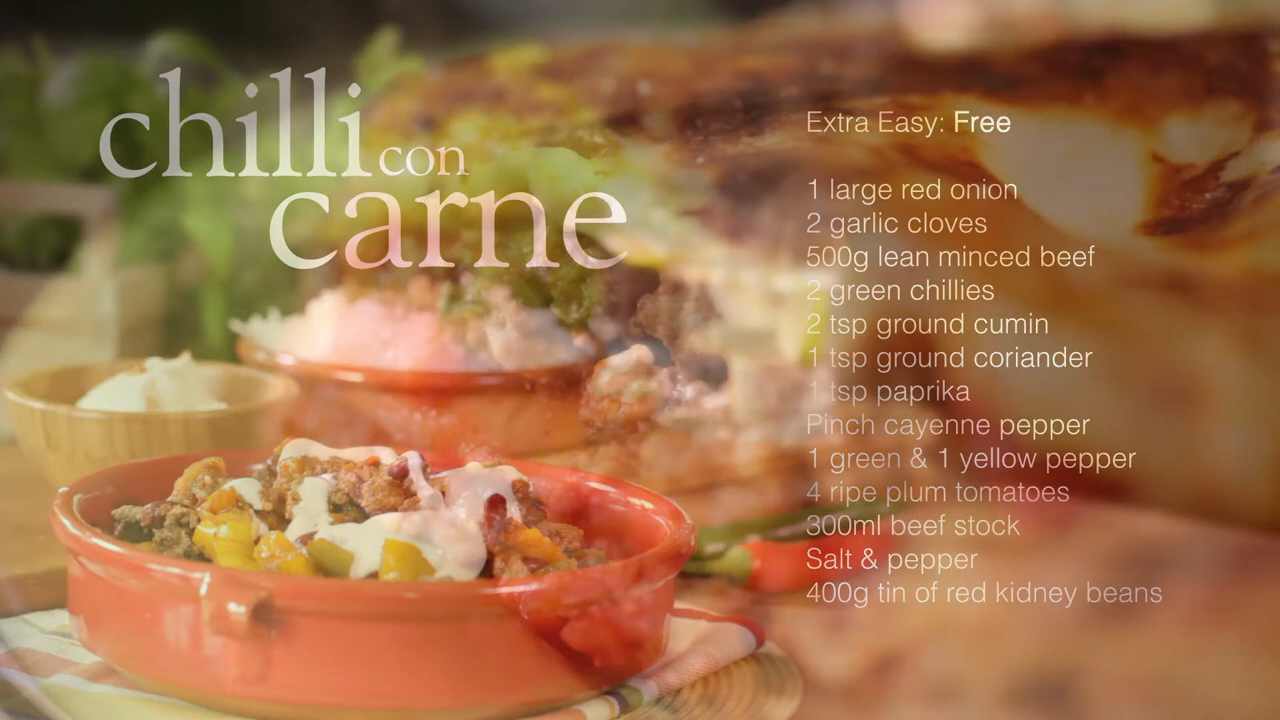 chilli con
carne
Extra Easy: Free
1 large red onion
2 garlic cloves
500g lean minced beef
2 green chillies
2 tsp ground cumin
1 tsp ground coriander
1 tsp paprika
Pinch cayenne pepper
1 green & 1 yellow pepper
4 ripe plum tomatoes
300ml beef stock
Salt & pepper
400g tin of red kidney beans